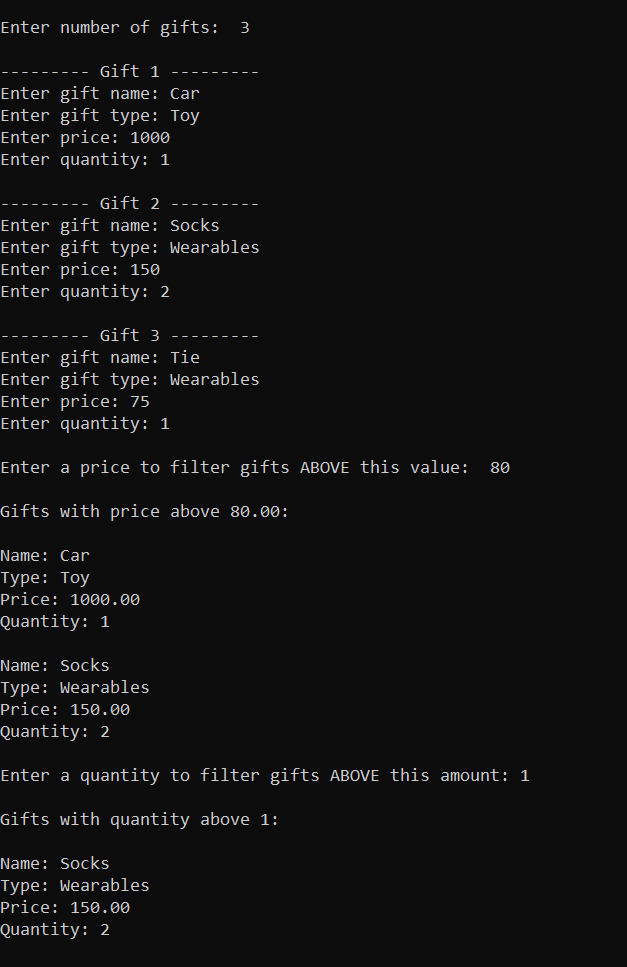 Enter number of gifts:  3
--------- Gift 1 ---------
Enter gift name: Car
Enter gift type: Toy
Enter price: 1000
Enter quantity: 1
--------- Gift 2 ---------
Enter gift name: Socks
Enter gift type: Wearables
Enter price: 150
Enter quantity: 2
--------- Gift 3 ---------
Enter gift name: Tie
Enter gift type: Wearables
Enter price: 75
Enter quantity: 1
Enter a price to filter gifts ABOVE this value:  80
Gifts with price above 80.00:
Name: Car
Type: Toy
Price: 1000.00
Quantity: 1
Name: Socks
Type: Wearables
Price: 150.00
Quantity: 2
Enter a quantity to filter gifts ABOVE this amount: 1
Gifts with quantity above 1:
Name: Socks
Type: Wearables
Price: 150.00
Quantity: 2